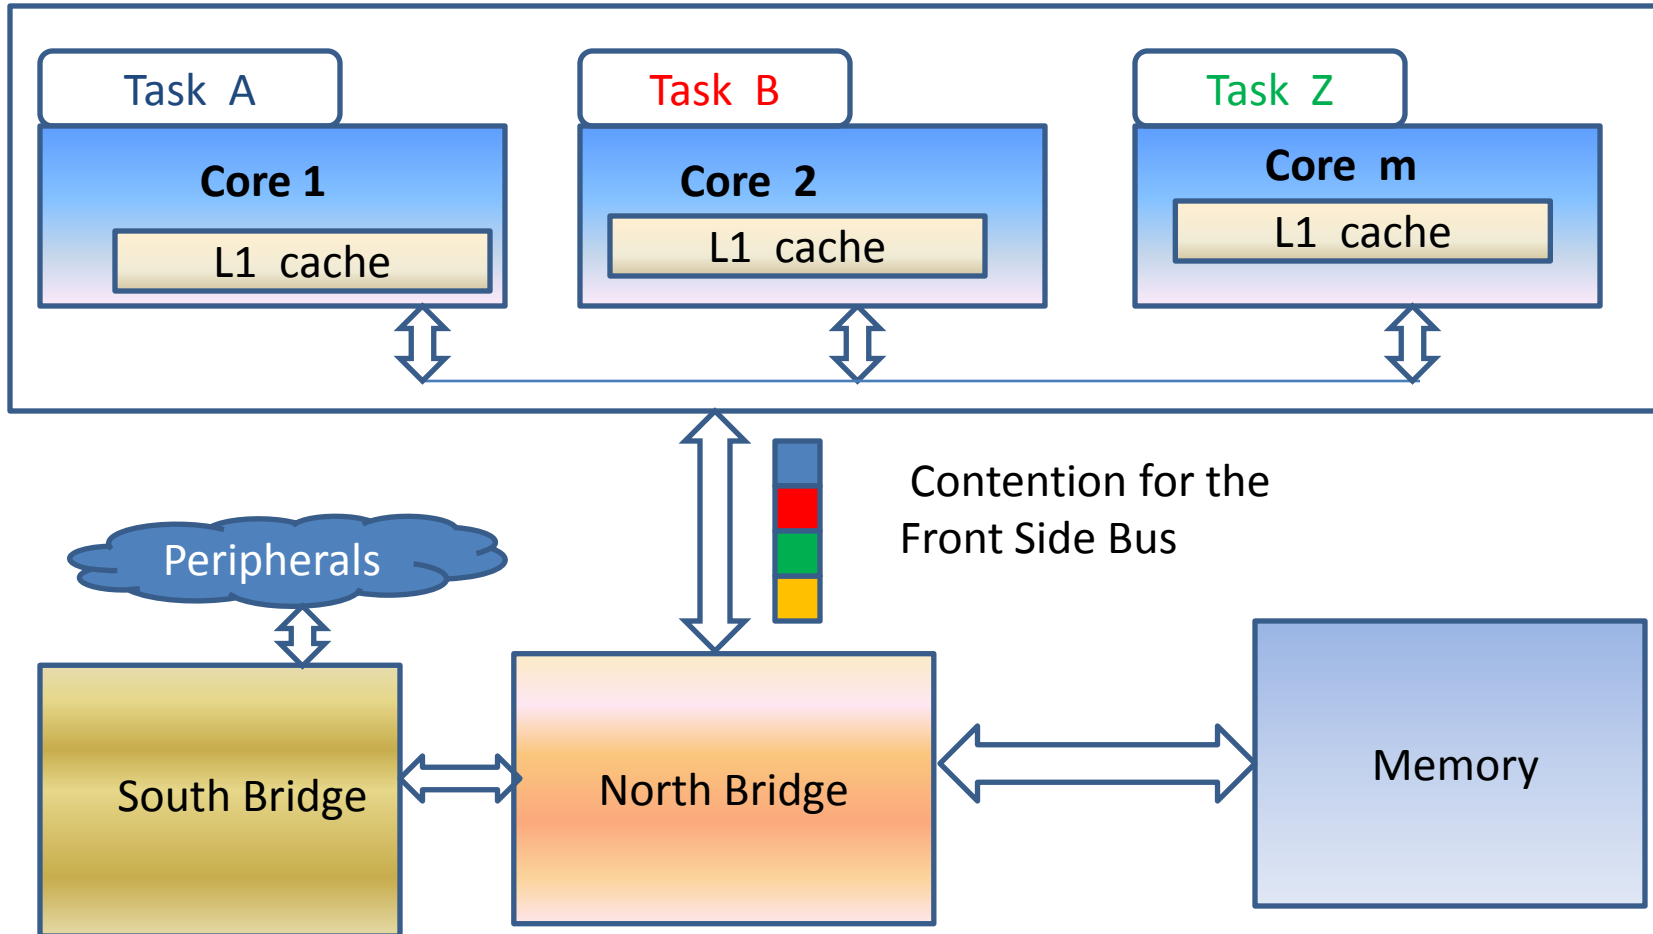 Task A
Task B
Task Z
Core 1
Core 2
Core m
L1 cache
L1 cache
L1 cache
Contention for the
Front Side Bus
Peripherals
South Bridge
North Bridge
Memory